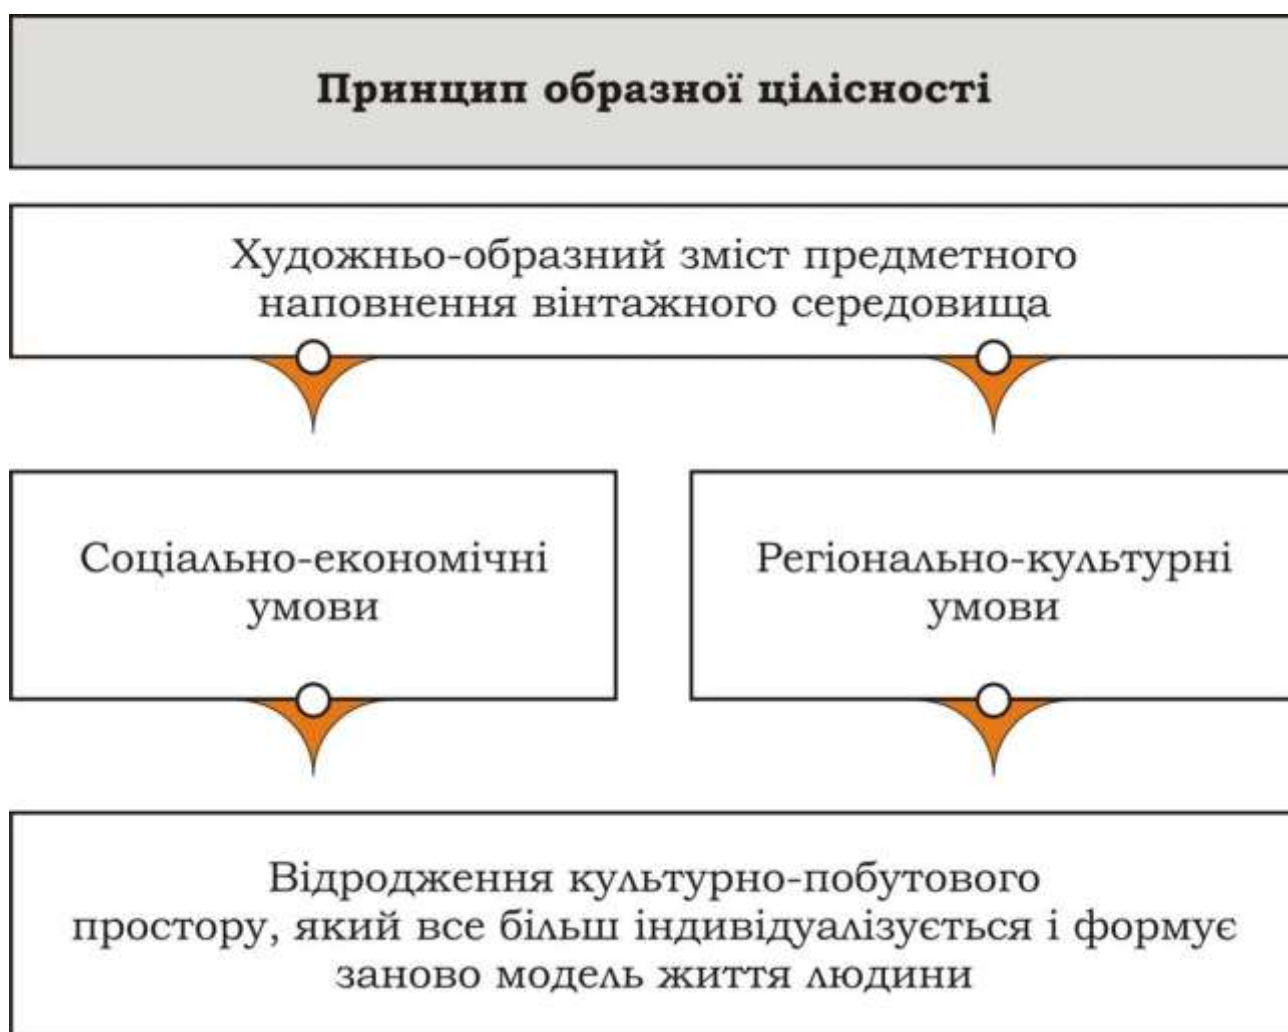 Принцип образної цілісності
Художньо-образний зміст предметного
наповнення вінтажного середовища
Соціально-економічні
умови
Регіонально-культурні
умови
Відродження культурно-побутового
простору, який все більш індивідуалізується і формує
заново модель життя людини